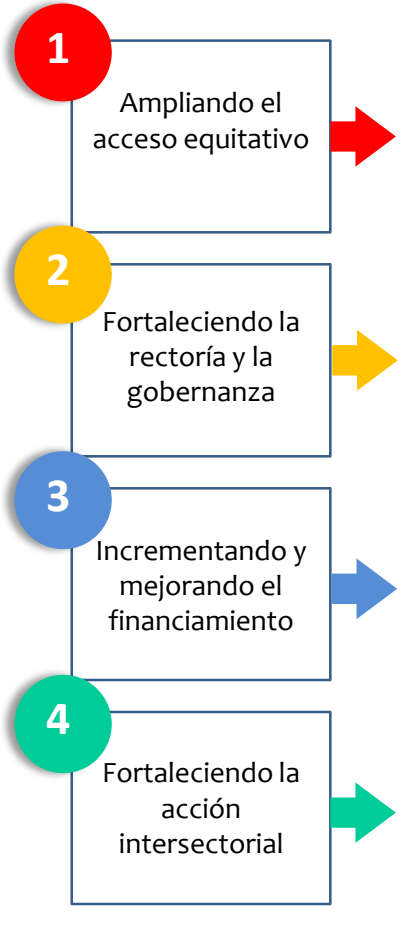 1
Ampliando el
acceso equitativo
2
Fortaleciendo la
rectoría y la
gobernanza
3
Incrementando y
mejorando el
financiamiento
4
Fortaleciendo la
acción
intersectorial